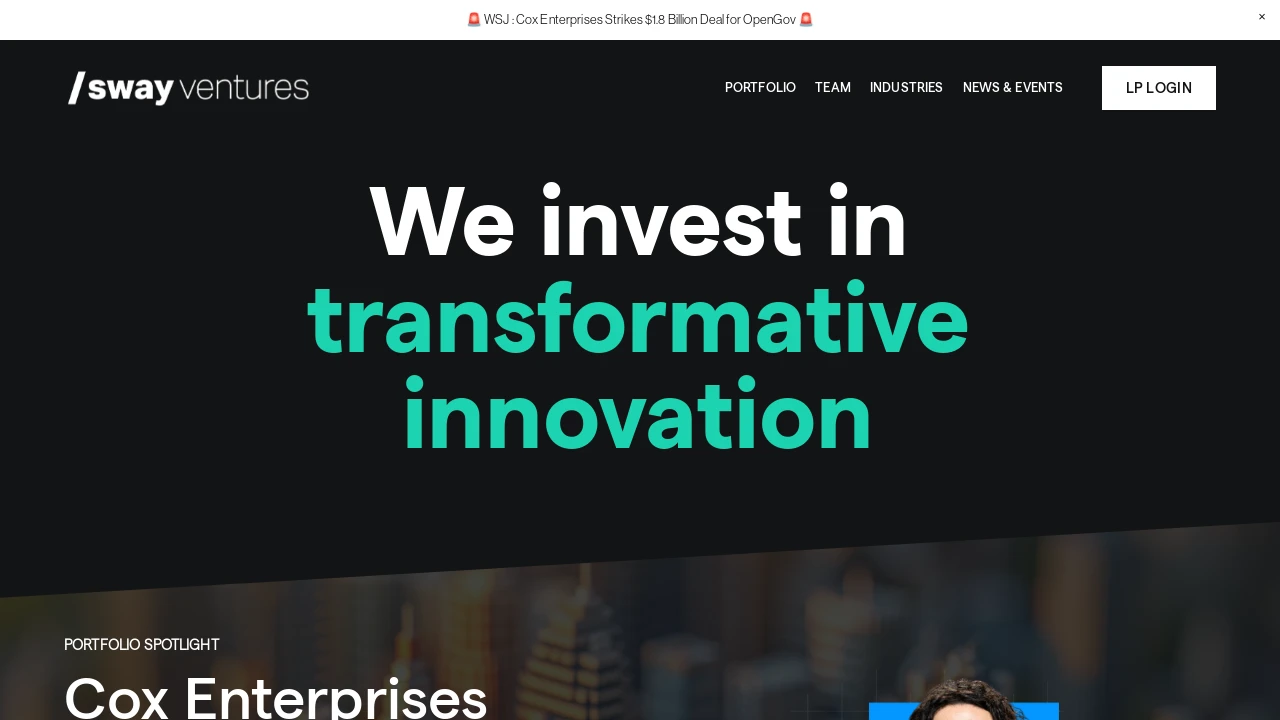 🚨 WSJ : Cox Enterprises Strikes $1.8 Billion Deal for OpenGov 🚨
×
/sway ventures
PORTFOLIO TEAM INDUSTRIES NEWS & EVENTS LP LOGIN
We invest in
transformative
innovation
PORTFOLIO SPOTLIGHT
Cox Enterprises